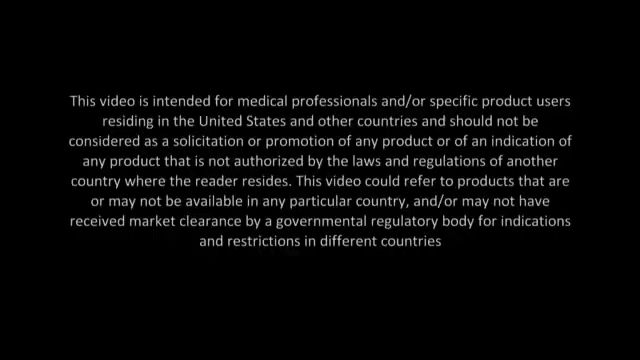 This video is intended for medical professionals and/or specific product users
residing in the United States and other countries and should not be
considered as a solicitation or promotion of any product or of an indication of
any product that is not authorized by the laws and regulations of another
country where the reader resides. This video could refer to products that are
or may not be available in any particular country, and/or may not have
received market clearance by a governmental regulatory body for indications
and restrictions in different countries